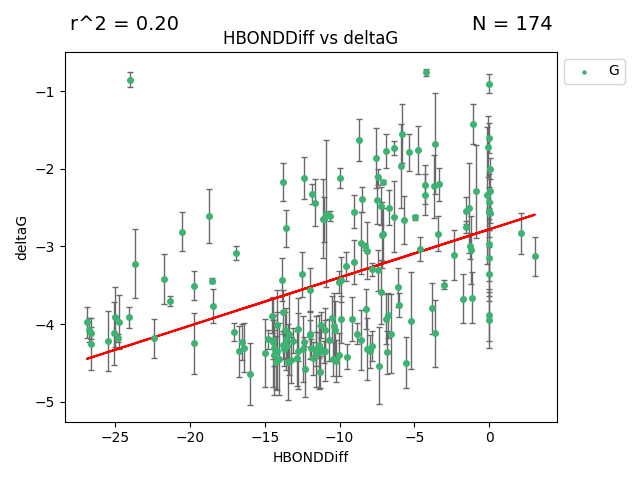 r^2 = 0.20 N = 174
HBONDDiff vs deltaG
G
−1
−2
−3
−4
−5
deltaG
−25 −20 −15 −10 −5 0
HBONDDiff